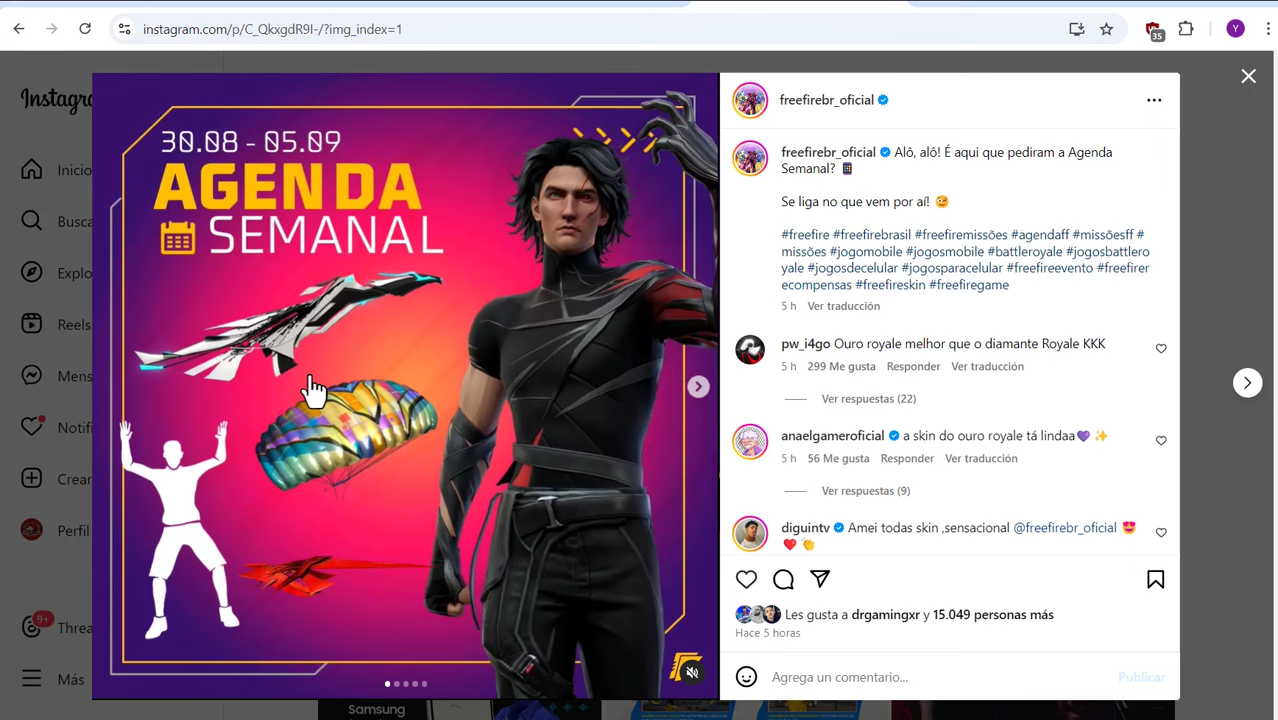 instagram.com/p/C_QkxgdR9I-/?img_index=1
35
Y
Instagram
Inicio
Busca
Explo
Reels
Mens
Notifi
Crear
Perfil
9+
Threa
Más
30.08 - 05.09
AGENDA
SEMANAL
freefirebr_oficial
freefirebr_oficial Alô, alô! É aqui que pediram a Agenda
Semanal? 📱
Se liga no que vem por aí! 😉
#freefire #freefirebrasil #freefiremissões #agendaff #missõesff #
missões #jogomobile #jogosmobile #battleroyale #jogosbattlero
yale #jogosdecelular #jogosparacelular #freefireevento #freefirer
ecompensas #freefireskin #freefiregame
5 h Ver traducción
pw_i4go Ouro royale melhor que o diamante Royale KKK
5 h 299 Me gusta Responder Ver traducción
Ver respuestas (22)
anaelgameroficial a skin do ouro royale tá lindaa💜 ✨
5 h 56 Me gusta Responder Ver traducción
Ver respuestas (9)
diguintv Amei todas skin ,sensacional @freefirebr_oficial 😍
❤️ 👏
Les gusta a drgamingxr y 15.049 personas más
Hace 5 horas
Agrega un comentario...
Publicar
Samsung